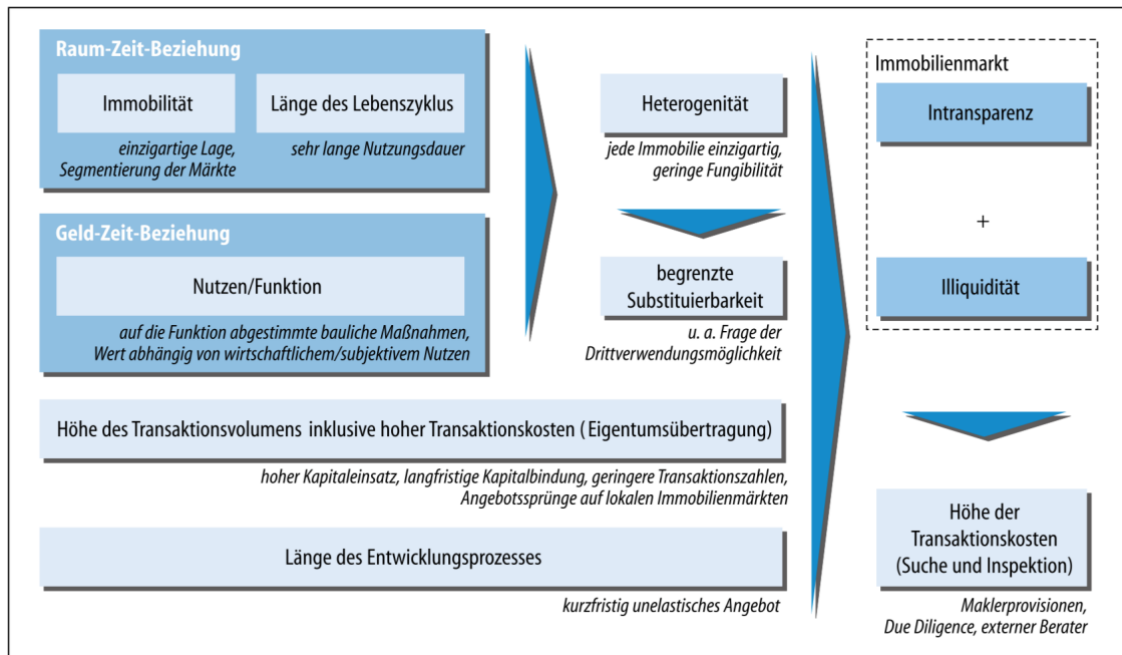 Raum-Zeit-Beziehung
Immobilität
einzigartige Lage,
Segmentierung der Märkte
Länge des Lebenszyklus
sehr lange Nutzungsdauer
Geld-Zeit-Beziehung
Nutzen/Funktion
auf die Funktion abgestimmte bauliche Maßnahmen,
Wert abhängig von wirtschaftlichem/subjektivem Nutzen
Heterogenität
jede Immobilie einzigartig,
geringe Fungibilität
begrenzte
Substituierbarkeit
u. a. Frage der
Drittverwendungsmöglichkeit
Höhe des Transaktionsvolumens inklusive hoher Transaktionskosten (Eigentumsübertragung)
hoher Kapitaleinsatz, langfristige Kapitalbindung, geringere Transaktionszahlen,
Angebotssprünge auf lokalen Immobilienmärkten
Länge des Entwicklungsprozesses
kurzfristig unelastisches Angebot
Immobilienmarkt
Intransparenz
+
Illiquidität
Höhe der
Transaktionskosten
(Suche und Inspektion)
Maklerprovisionen,
Due Diligence, externer Berater